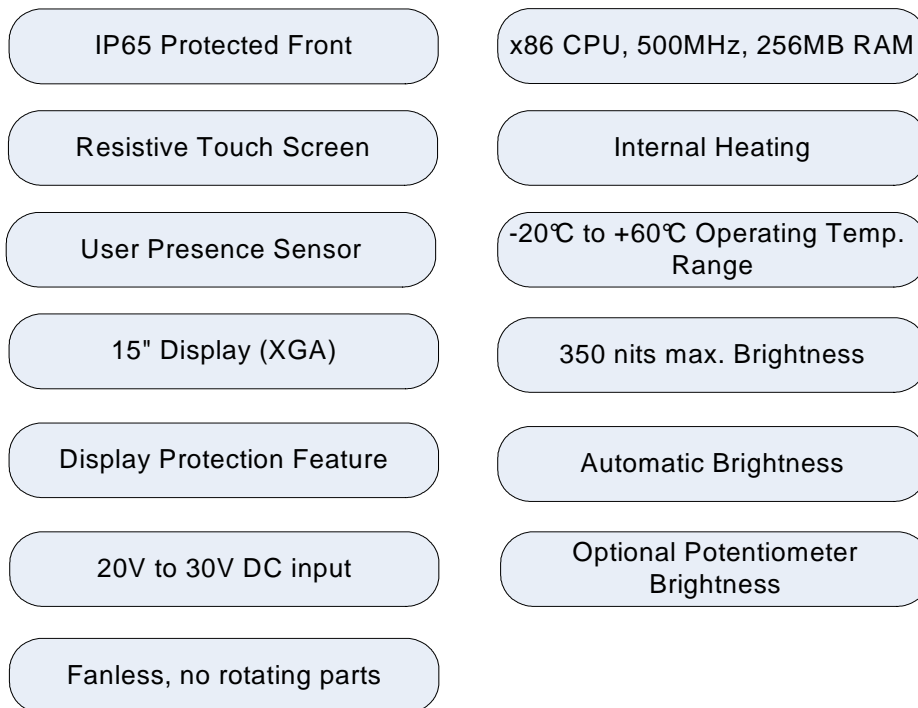 IP65 Protected Front
x86 CPU, 500MHz, 256MB RAM
Resistive Touch Screen
Internal Heating
User Presence Sensor
-20°C to +60°C Operating Temp.
Range
15" Display (XGA)
350 nits max. Brightness
Display Protection Feature
Automatic Brightness
20V to 30V DC input
Optional Potentiometer
Brightness
Fanless, no rotating parts